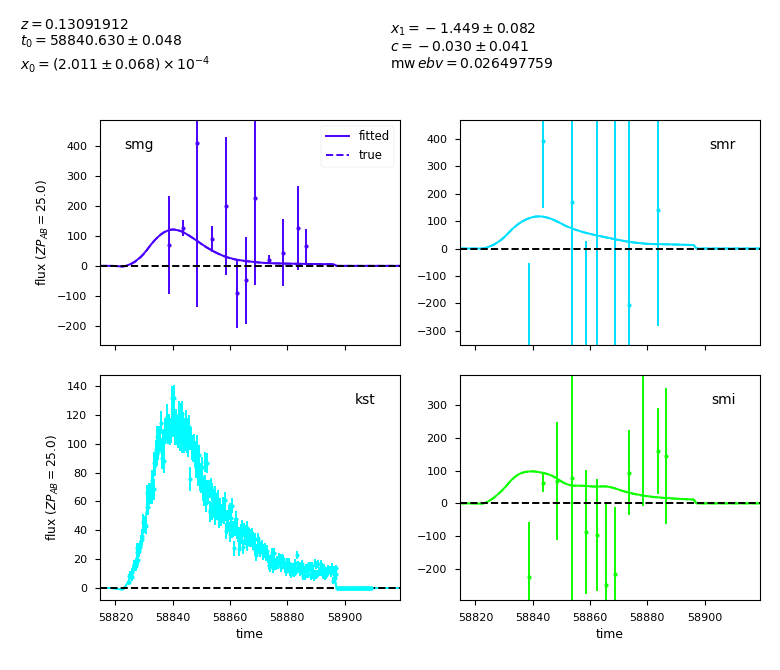 z = 0.13091912
t₀ = 58840.630 ± 0.048
x₀ = (2.011 ± 0.068) × 10⁻⁴
x₁ = −1.449 ± 0.082
c = −0.030 ± 0.041
mw ebv = 0.026497759
smg
fitted
true
400
300
200
100
0
−100
−200
flux (ZP_AB = 25.0)
smr
400
300
200
100
0
−100
−200
−300
kst
140
120
100
80
60
40
20
0
flux (ZP_AB = 25.0)
58820 58840 58860 58880 58900
time
smi
300
200
100
0
−100
−200
58820 58840 58860 58880 58900
time